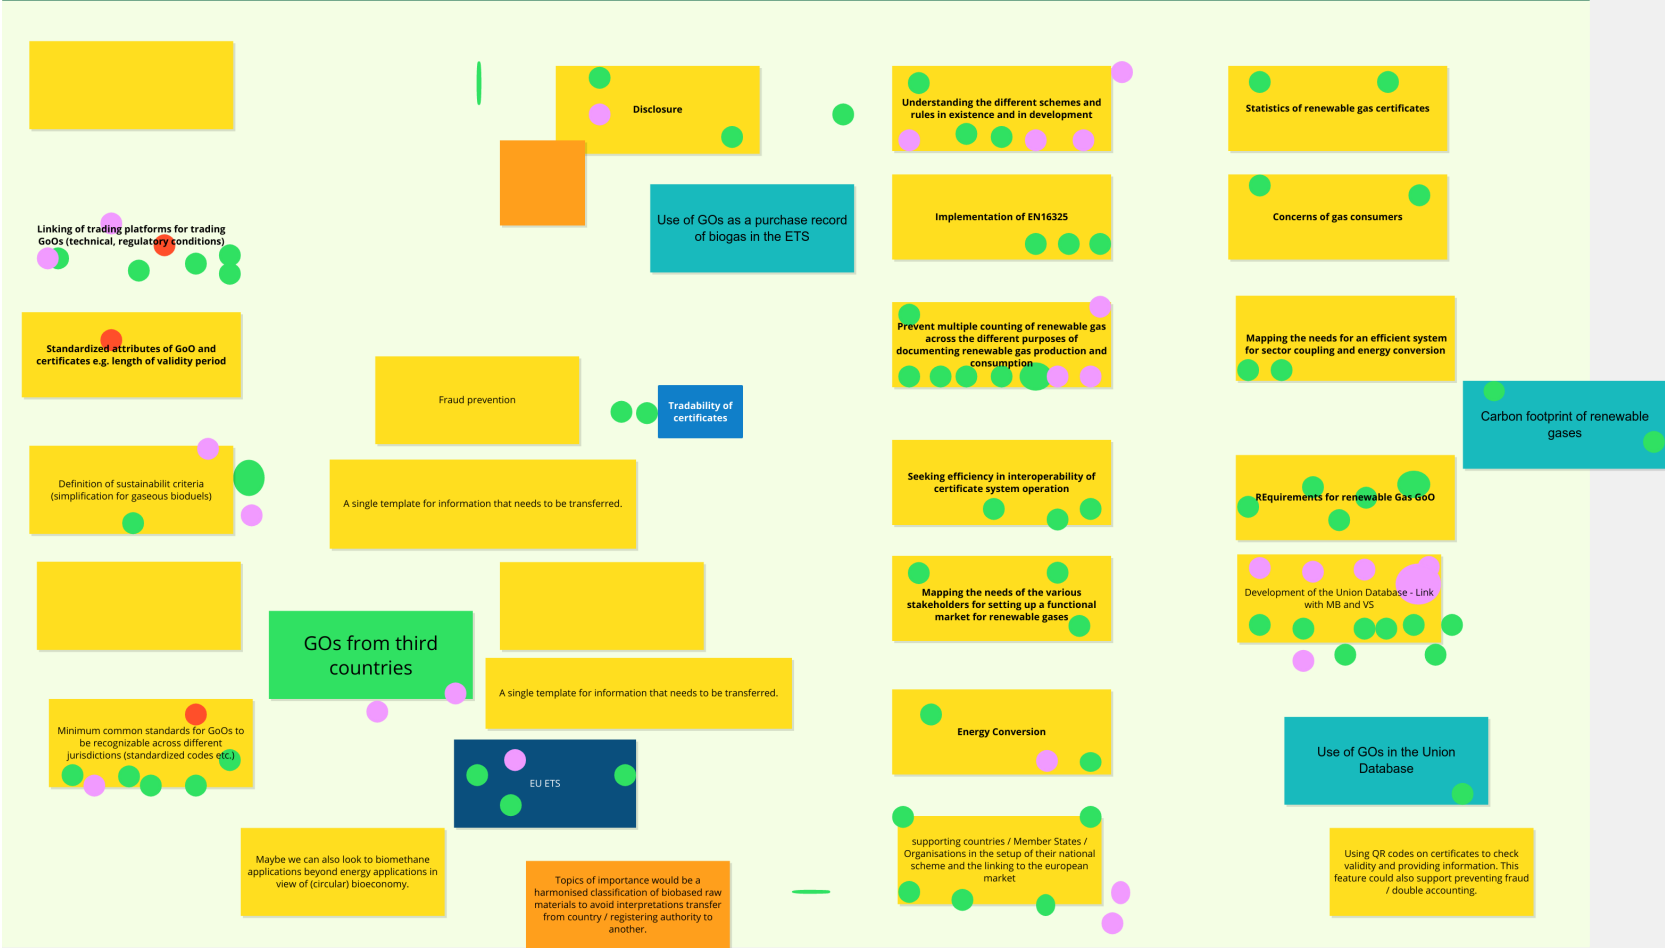 Linking of trading platforms for trading
GoOs (technical, regulatory conditions)
Standardized attributes of GoO and
certificates e.g. length of validity period
Definition of sustainabilit criteria
(simplification for gaseous bioduels)
Minimum common standards for GoOs to
be recognizable across different
jurisdictions (standardized codes etc.)
Disclosure
Use of GOs as a purchase record
of biogas in the ETS
Fraud prevention
Tradability of
certificates
A single template for information that needs to be transferred.
GOs from third
countries
A single template for information that needs to be transferred.
EU ETS
Maybe we can also look to biomethane
applications beyond energy applications in
view of (circular) bioeconomy.
Topics of importance would be a
harmonised classification of biobased raw
materials to avoid interpretations transfer
from country / registering authority to
another.
Understanding the different schemes and
rules in existence and in development
Implementation of EN16325
Prevent multiple counting of renewable gas
across the different purposes of
documenting renewable gas production and
consumption
Seeking efficiency in interoperability of
certificate system operation
Mapping the needs of the various
stakeholders for setting up a functional
market for renewable gases
Energy Conversion
supporting countries / Member States /
Organisations in the setup of their national
scheme and the linking to the european
market
Statistics of renewable gas certificates
Concerns of gas consumers
Mapping the needs for an efficient system
for sector coupling and energy conversion
Carbon footprint of renewable
gases
REquirements for renewable Gas GoO
Development of the Union Database - Link
with MB and VS
Use of GOs in the Union
Database
Using QR codes on certificates to check
validity and providing information. This
feature could also support preventing fraud
/ double accounting.